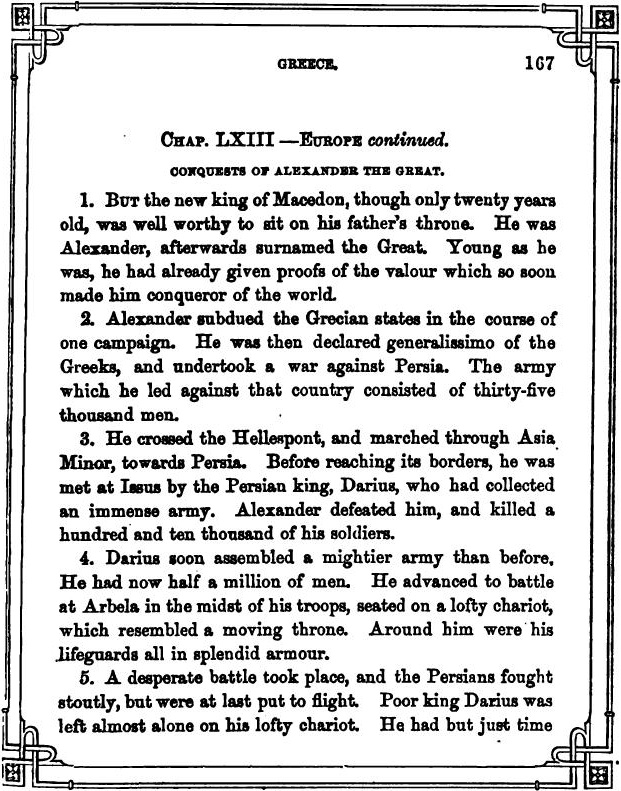 GREECE.
167
CHAP. LXIII —EUROPE continued.
CONQUESTS OF ALEXANDER THE GREAT.
1. BUT the new king of Macedon, though only twenty years
old, was well worthy to sit on his father's throne. He was
Alexander, afterwards surnamed the Great. Young as he
was, he had already given proofs of the valour which so soon
made him conqueror of the world.
2. Alexander subdued the Grecian states in the course of
one campaign. He was then declared generalissimo of the
Greeks, and undertook a war against Persia. The army
which he led against that country consisted of thirty-five
thousand men.
3. He crossed the Hellespont, and marched through Asia
Minor, towards Persia. Before reaching its borders, he was
met at Issus by the Persian king, Darius, who had collected
an immense army. Alexander defeated him, and killed a
hundred and ten thousand of his soldiers.
4. Darius soon assembled a mightier army than before.
He had now half a million of men. He advanced to battle
at Arbela in the midst of his troops, seated on a lofty chariot,
which resembled a moving throne. Around him were his
lifeguards all in splendid armour.
5. A desperate battle took place, and the Persians fought
stoutly, but were at last put to flight. Poor king Darius was
left almost alone on his lofty chariot. He had but just time